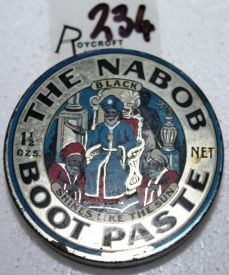 234
ROYCROFT
THE NABOB
BLACK
1½
OZS.
NET
SHINES LIKE THE SUN
BOOT PASTE